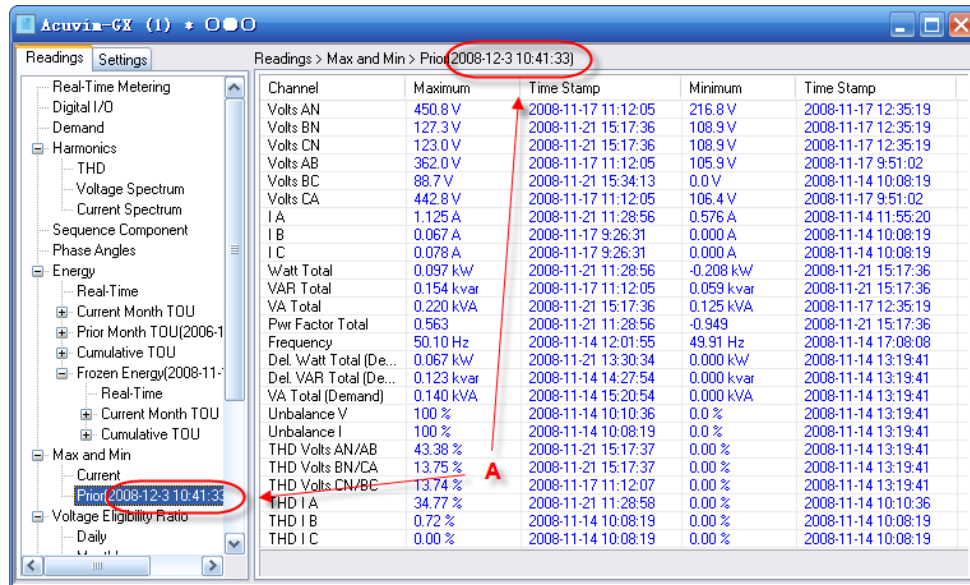 Acuvim-GX (1) *
Readings Settings
Real-Time Metering
Digital I/O
Demand
Harmonics
THD
Voltage Spectrum
Current Spectrum
Sequence Component
Phase Angles
Energy
Real-Time
Current Month TOU
Prior Month TOU(2006-1
Cumulative TOU
Frozen Energy(2008-11-
Real-Time
Current Month TOU
Cumulative TOU
Max and Min
Current
Prior(2008-12-3 10:41:33
Voltage Eligibility Ratio
Daily
Readings > Max and Min > Prior(2008-12-3 10:41:33)
Channel Maximum Time Stamp Minimum Time Stamp
Volts AN 450.8 V 2008-11-17 11:12:05 216.8 V 2008-11-17 12:35:19
Volts BN 127.3 V 2008-11-21 15:17:36 108.9 V 2008-11-17 12:35:19
Volts CN 123.0 V 2008-11-21 15:17:36 108.9 V 2008-11-17 12:35:19
Volts AB 362.0 V 2008-11-17 11:12:05 105.9 V 2008-11-17 9:51:02
Volts BC 88.7 V 2008-11-21 15:34:13 0.0 V 2008-11-14 10:08:19
Volts CA 442.8 V 2008-11-17 11:12:05 106.4 V 2008-11-17 9:51:02
I A 1.125 A 2008-11-21 11:28:56 0.576 A 2008-11-14 11:55:20
I B 0.067 A 2008-11-17 9:26:31 0.000 A 2008-11-14 10:08:19
I C 0.078 A 2008-11-17 9:26:31 0.000 A 2008-11-14 10:08:19
Watt Total 0.097 kW 2008-11-21 11:28:56 -0.208 kW 2008-11-21 15:17:36
VAR Total 0.154 kvar 2008-11-17 11:12:05 0.059 kvar 2008-11-21 15:17:36
VA Total 0.220 kVA 2008-11-21 15:17:36 0.125 kVA 2008-11-17 12:35:19
Pwr Factor Total 0.563 2008-11-21 11:28:56 -0.949 2008-11-21 15:17:36
Frequency 50.10 Hz 2008-11-14 12:01:55 49.91 Hz 2008-11-14 17:08:08
Del. Watt Total (De... 0.067 kW 2008-11-21 13:30:34 0.000 kW 2008-11-14 13:19:41
Del. VAR Total (De... 0.123 kvar 2008-11-14 14:27:54 0.000 kvar 2008-11-14 13:19:41
VA Total (Demand) 0.140 kVA 2008-11-14 15:20:54 0.000 kVA 2008-11-14 13:19:41
Unbalance V 100 % 2008-11-14 10:10:36 0.0 % 2008-11-14 13:19:41
Unbalance I 100 % 2008-11-14 10:08:19 0.0 % 2008-11-14 13:19:41
THD Volts AN/AB 43.38 % 2008-11-21 15:17:37 0.00 % 2008-11-14 13:19:41
THD Volts BN/CA 13.75 % 2008-11-21 15:17:37 0.00 % 2008-11-14 13:19:41
THD Volts CN/BC 13.74 % 2008-11-17 11:12:07 0.00 % 2008-11-14 13:19:41
THD I A 34.77 % 2008-11-21 11:28:58 0.00 % 2008-11-14 10:10:36
THD I B 0.72 % 2008-11-14 10:08:19 0.00 % 2008-11-14 10:08:19
THD I C 0.00 % 2008-11-14 10:08:19 0.00 % 2008-11-14 10:08:19
A